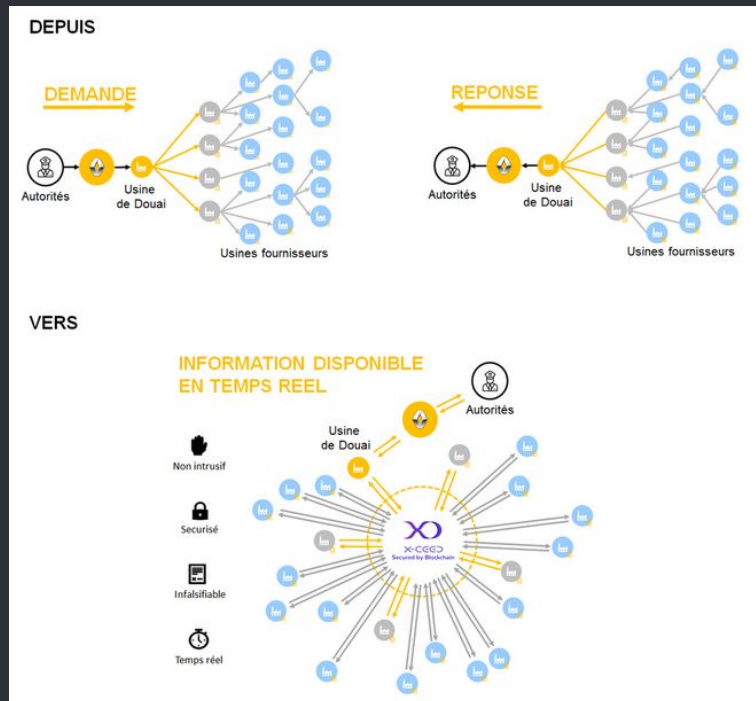 DEPUIS
DEMANDE
Autorités
Usine
de Douai
Usines fournisseurs
REPONSE
Autorités
Usine
de Douai
Usines fournisseurs
VERS
INFORMATION DISPONIBLE
EN TEMPS REEL
Autorités
Usine
de Douai
Non intrusif
Securisé
Infalsifiable
Temps réel
X-CEED
Secured by Blockchain